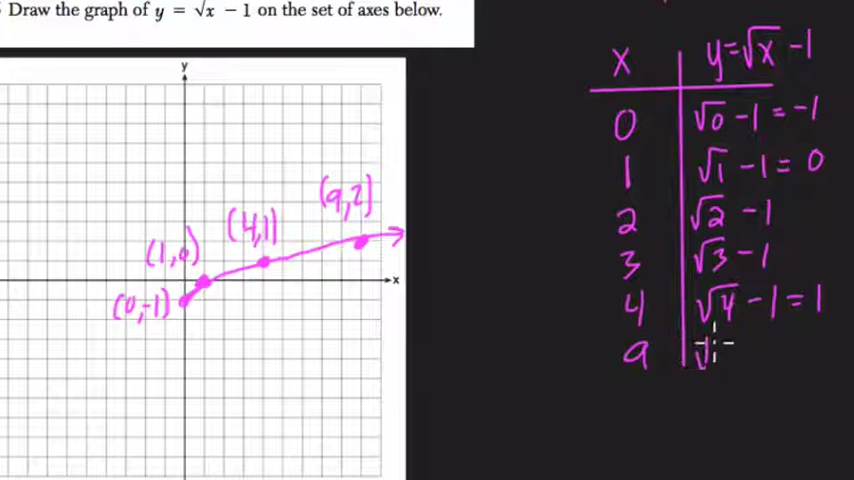 Draw the graph of y = √x − 1 on the set of axes below.
y
x
(9,2)
(4,1)
(1,0)
(0,-1)
x y=√x -1
0 √0 -1 = -1
1 √1 -1 = 0
2 √2 -1
3 √3 -1
4 √4 -1 = 1
9 √